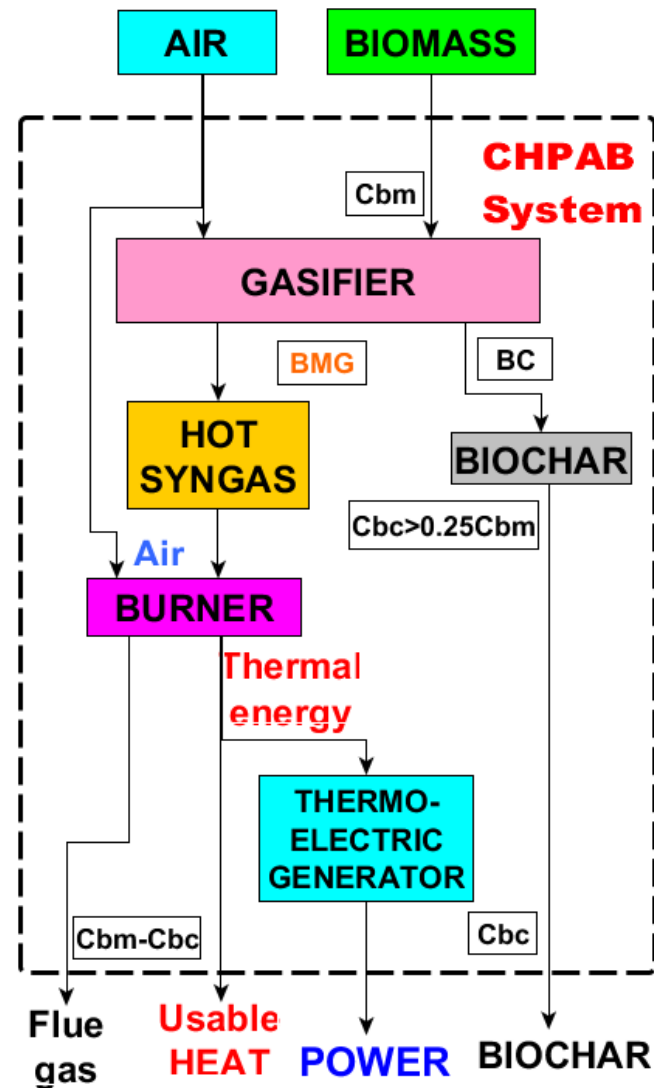 AIR
BIOMASS
CHPAB
System
Cbm
GASIFIER
BMG
BC
HOT
SYNGAS
BIOCHAR
Cbc>0.25Cbm
Air
BURNER
Thermal
energy
THERMO-
ELECTRIC
GENERATOR
Cbm-Cbc
Cbc
Flue
gas
Usable
HEAT
POWER
BIOCHAR